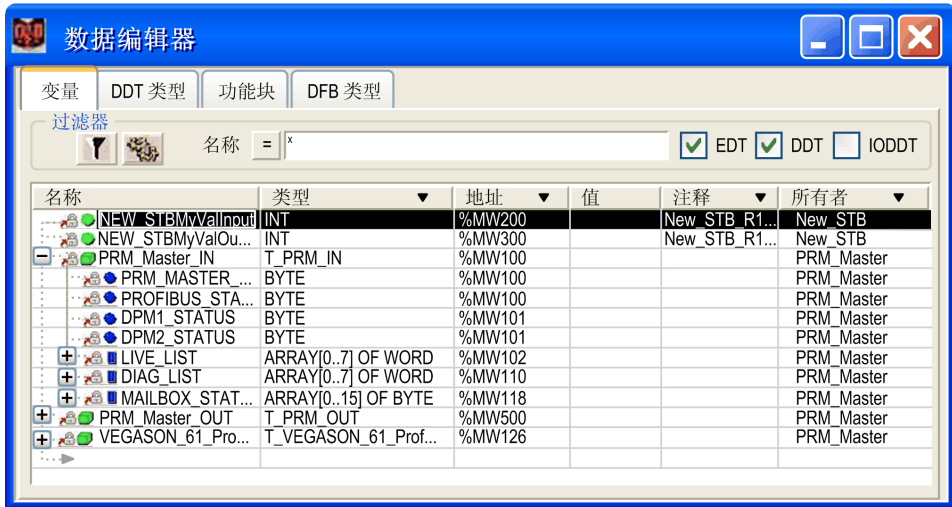 数据编辑器
变量 DDT 类型 功能块 DFB 类型
过滤器
名称 = x EDT DDT IODDT
名称 类型 地址 值 注释 所有者
NEW_STBMyValInput INT %MW200 New_STB_R1... New_STB
NEW_STBMyValOu... INT %MW300 New_STB_R1... New_STB
PRM_Master_IN T_PRM_IN %MW100 PRM_Master
PRM_MASTER_... BYTE %MW100 PRM_Master
PROFIBUS_STA... BYTE %MW100 PRM_Master
DPM1_STATUS BYTE %MW101 PRM_Master
DPM2_STATUS BYTE %MW101 PRM_Master
LIVE_LIST ARRAY[0..7] OF WORD %MW102 PRM_Master
DIAG_LIST ARRAY[0..7] OF WORD %MW110 PRM_Master
MAILBOX_STAT... ARRAY[0..15] OF BYTE %MW118 PRM_Master
PRM_Master_OUT T_PRM_OUT %MW500 PRM_Master
VEGASON_61_Pro... T_VEGASON_61_Prof... %MW126 PRM_Master